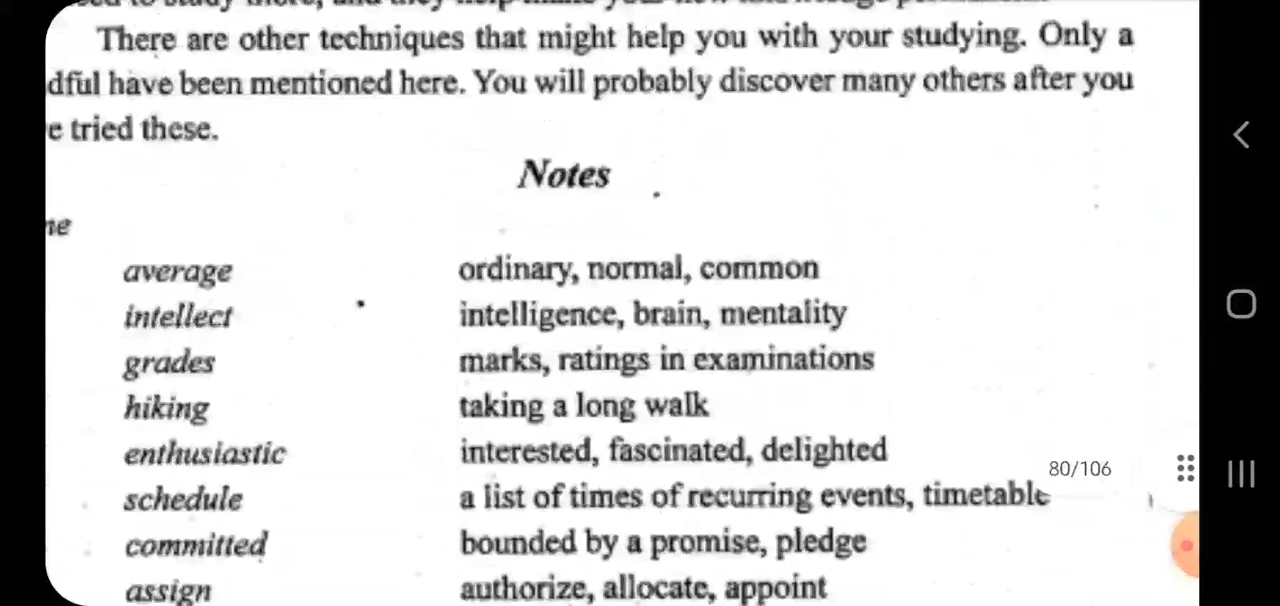 There are other techniques that might help you with your studying. Only a
dful have been mentioned here. You will probably discover many others after you
e tried these.
Notes
ne
average ordinary, normal, common
intellect intelligence, brain, mentality
grades marks, ratings in examinations
hiking taking a long walk
enthusiastic interested, fascinated, delighted
80/106
schedule a list of times of recurring events, timetable
committed bounded by a promise, pledge
assign authorize, allocate, appoint